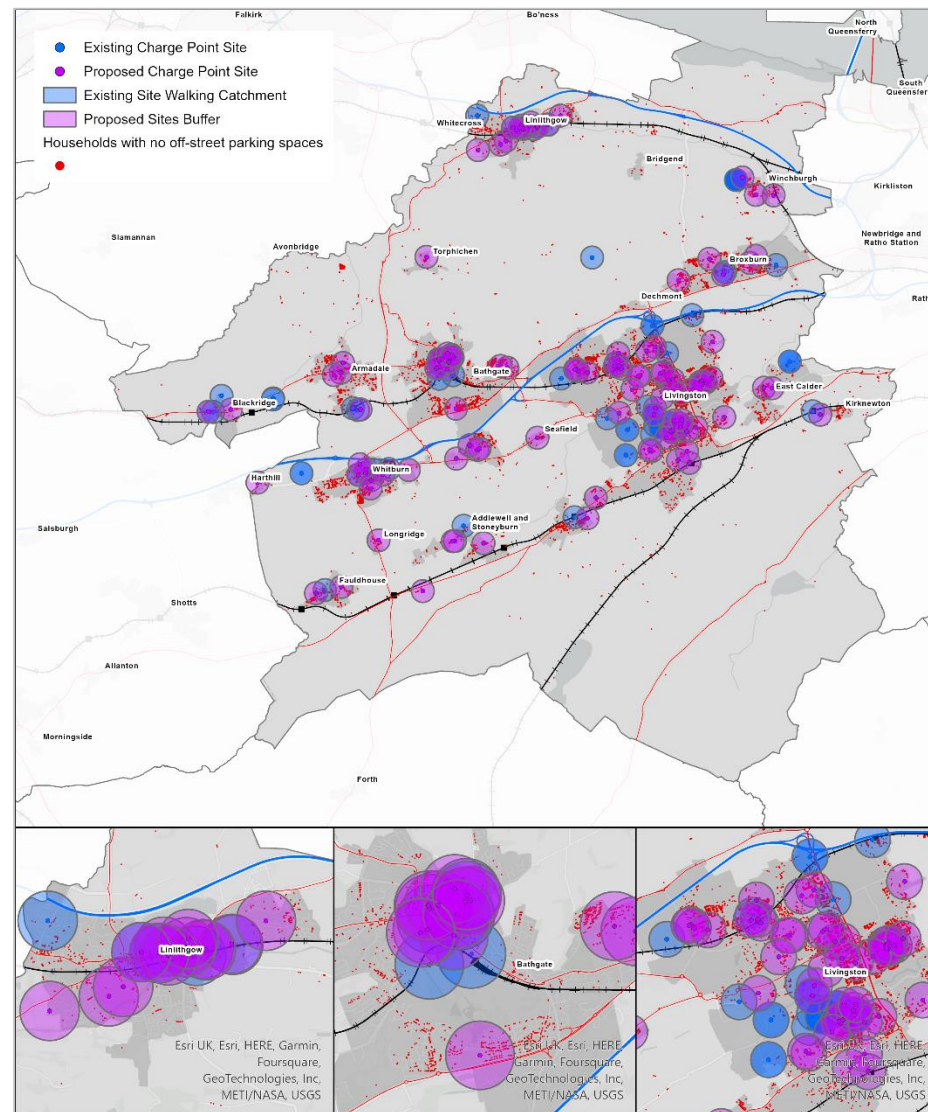 Falkirk
Bo'ness
North
Queensferry
South
Queensfer
Existing Charge Point Site
Proposed Charge Point Site
Existing Site Walking Catchment
Proposed Sites Buffer
Households with no off-street parking spaces
Whitecross
Linlithgow
Bridgend
Winchburgh
Kirkliston
Slamannan
Avonbridge
Torphichen
Newbridge and
Ratho Station
Broxburn
Dechmont
Rath
Armadale
Bathgate
East Calder
Livingston
Blackridge
Kirknewton
Seafield
Harthill
Whitburn
Salsburgh
Addiewell and
Stoneyburn
Longridge
Fauldhouse
Shotts
Allanton
Morningside
Forth
Linlithgow
Esri UK, Esri, HERE, Garmin,
Foursquare,
GeoTechnologies, Inc,
METI/NASA, USGS
Bathgate
Esri UK, Esri, HERE,
Garmin, Foursquare,
GeoTechnologies, Inc,
METI/NASA, USGS
Livingston
Esri UK, Esri, HERE,
Garmin, Foursquare,
GeoTechnologies, Inc,
METI/NASA, USGS